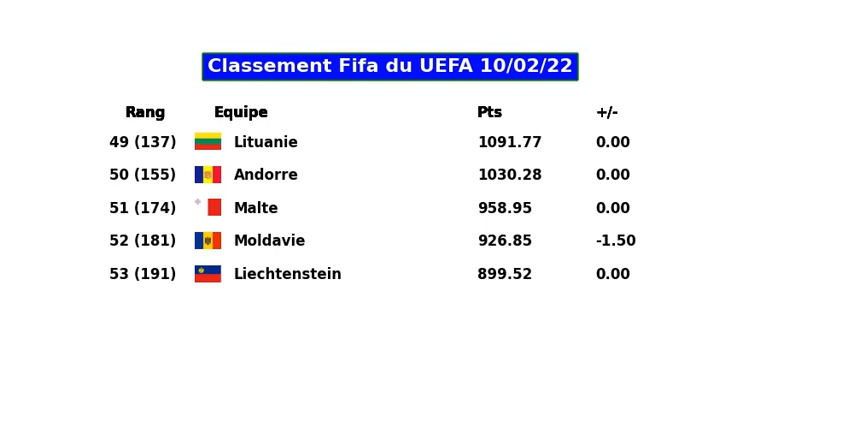 Classement Fifa du UEFA 10/02/22
Rang Equipe Pts +/-
49 (137) Lituanie 1091.77 0.00
50 (155) Andorre 1030.28 0.00
51 (174) Malte 958.95 0.00
52 (181) Moldavie 926.85 -1.50
53 (191) Liechtenstein 899.52 0.00